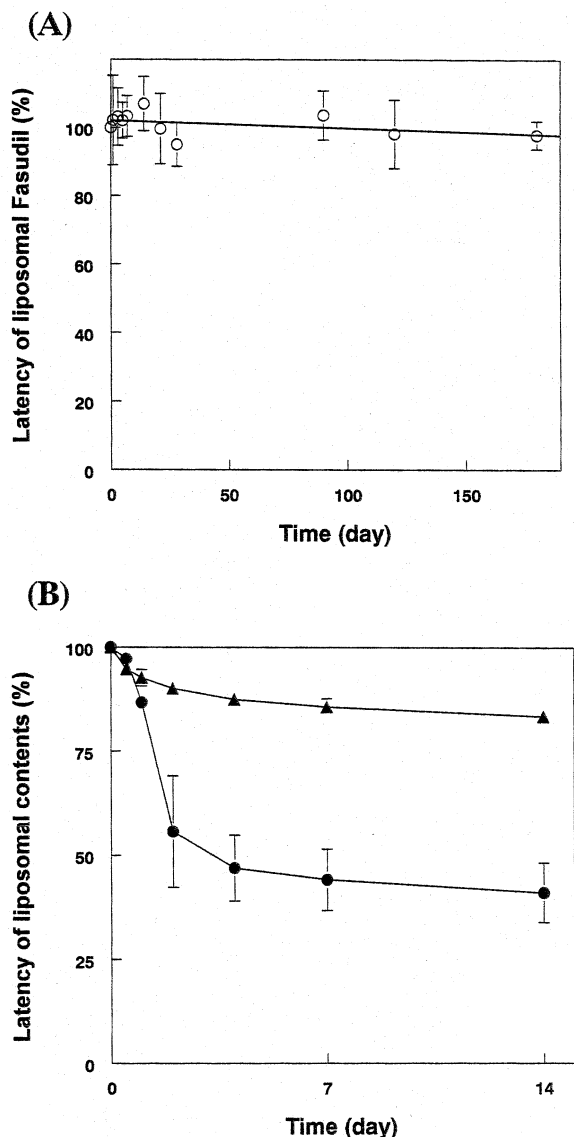 (A)
Latency of liposomal Fasudil (%)
100
80
60
40
20
0
0 50 100 150
Time (day)
(B)
Latency of liposomal contents (%)
100
75
50
25
0
0 7 14
Time (day)